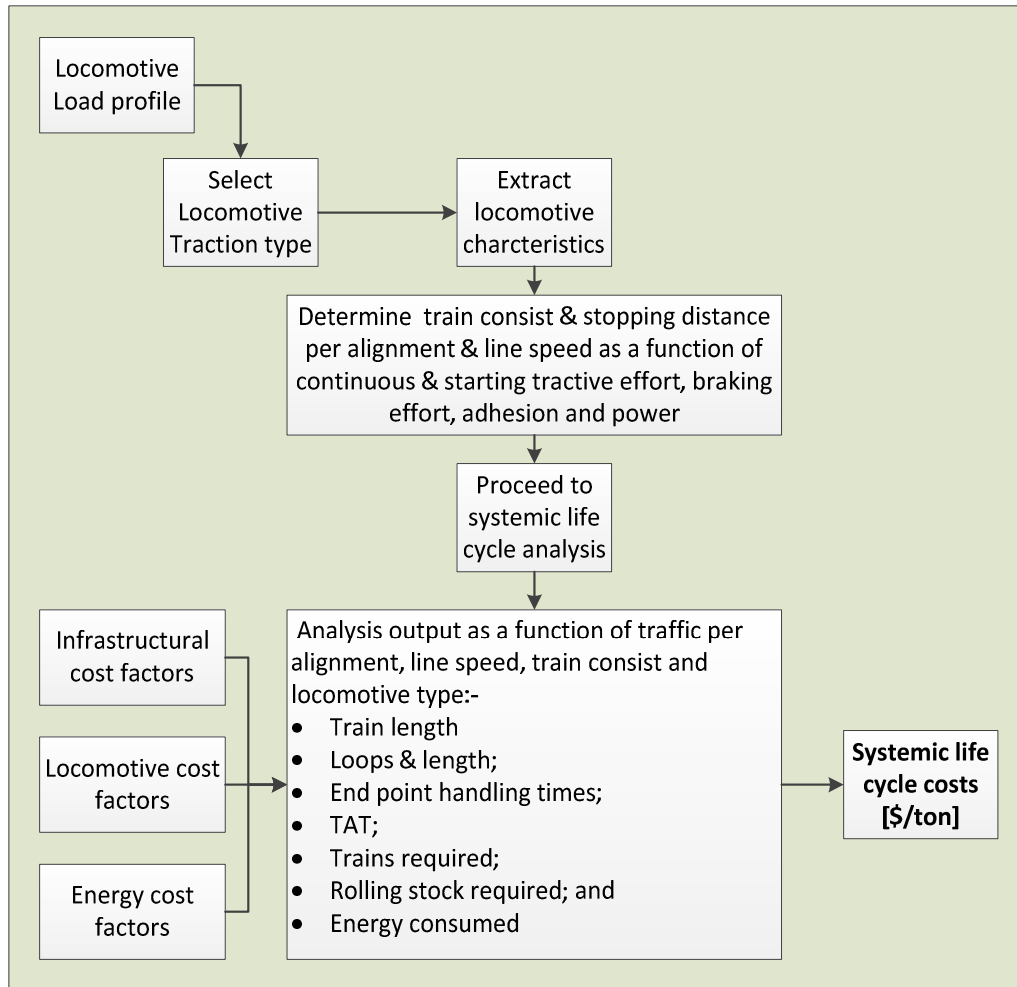 Locomotive
Load profile
Select
Locomotive
Traction type
Extract
locomotive
charcteristics
Determine train consist & stopping distance
per alignment & line speed as a function of
continuous & starting tractive effort, braking
effort, adhesion and power
Proceed to
systemic life
cycle analysis
Infrastructural
cost factors
Locomotive cost
factors
Energy cost
factors
Analysis output as a function of traffic per
alignment, line speed, train consist and
locomotive type:-
• Train length
• Loops & length;
• End point handling times;
• TAT;
• Trains required;
• Rolling stock required; and
• Energy consumed
Systemic life
cycle costs
[$/ton]